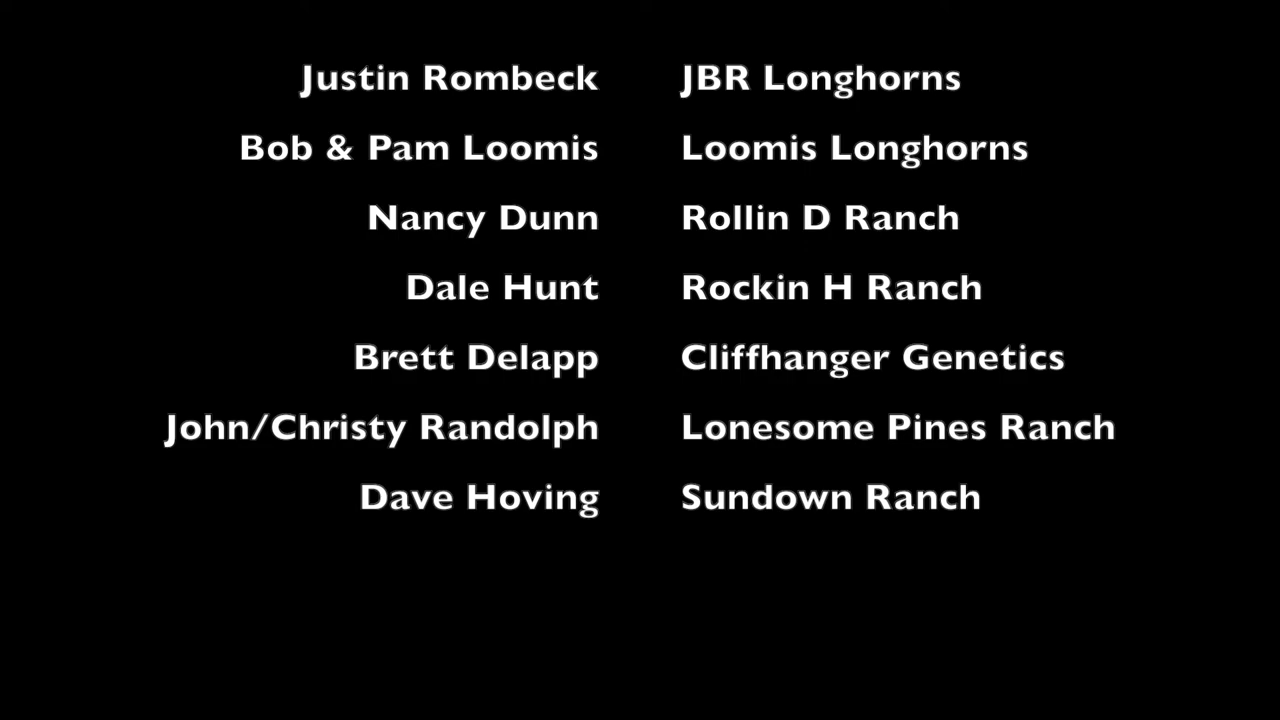 Justin Rombeck JBR Longhorns
Bob & Pam Loomis Loomis Longhorns
Nancy Dunn Rollin D Ranch
Dale Hunt Rockin H Ranch
Brett Delapp Cliffhanger Genetics
John/Christy Randolph Lonesome Pines Ranch
Dave Hoving Sundown Ranch